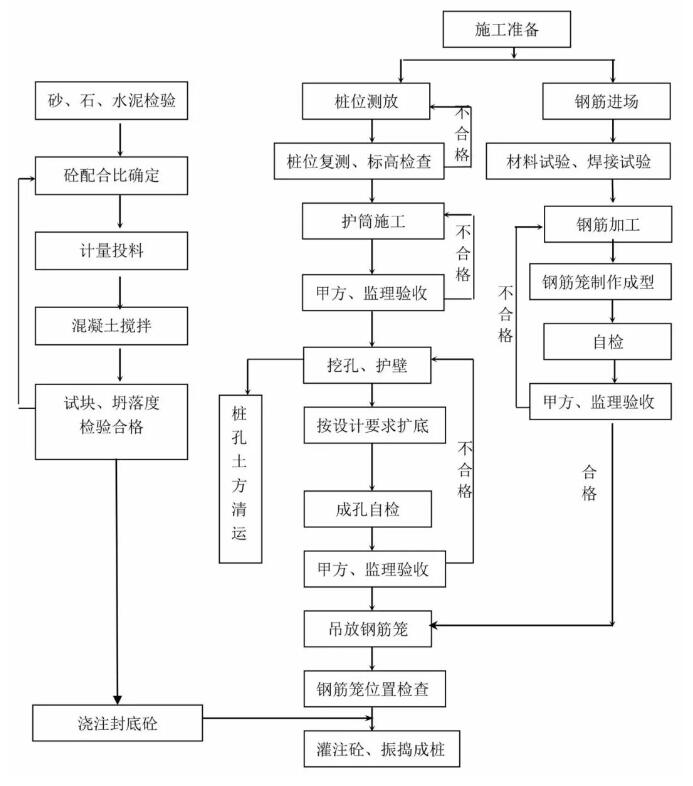 施工准备
砂、石、水泥检验
砼配合比确定
计量投料
混凝土搅拌
试块、坍落度
检验合格
浇注封底砼
桩位测放
不合格
桩位复测、标高检查
护筒施工
不合格
甲方、监理验收
挖孔、护壁
桩孔土方清运
按设计要求扩底
不合格
成孔自检
甲方、监理验收
吊放钢筋笼
钢筋笼位置检查
灌注砼、振捣成桩
钢筋进场
材料试验、焊接试验
钢筋加工
不合格
钢筋笼制作成型
自检
甲方、监理验收
合格